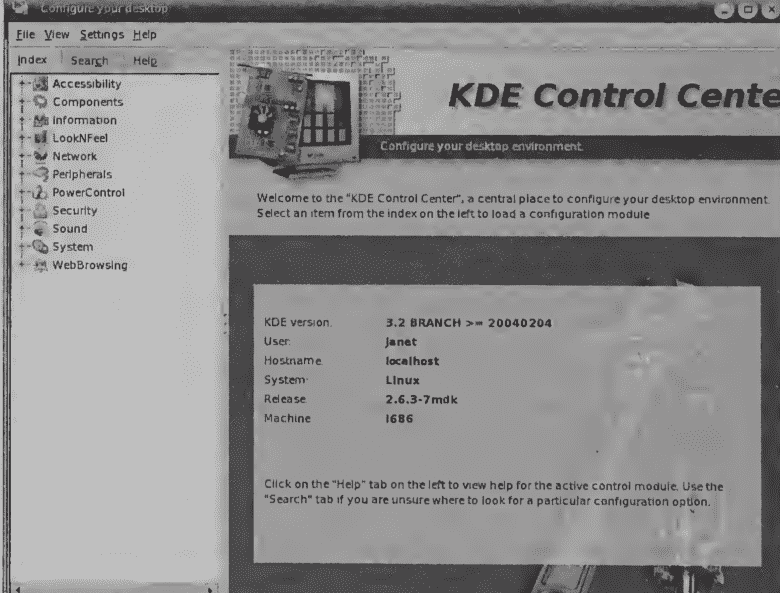 Configure your desktop
File View Settings Help
Index Search Help
Accessibility
Components
Information
LookNFeel
Network
Peripherals
PowerControl
Security
Sound
System
WebBrowsing
KDE Control Cente
Configure your desktop environment.
Welcome to the "KDE Control Center", a central place to configure your desktop environment.
Select an item from the index on the left to load a configuration module
KDE version: 3.2 BRANCH >= 20040204
User: janet
Hostname: localhost
System: Linux
Release 2.6.3-7mdk
Machine i686
Click on the "Help" tab on the left to view help for the active control module. Use the
"Search" tab if you are unsure where to look for a particular configuration option.